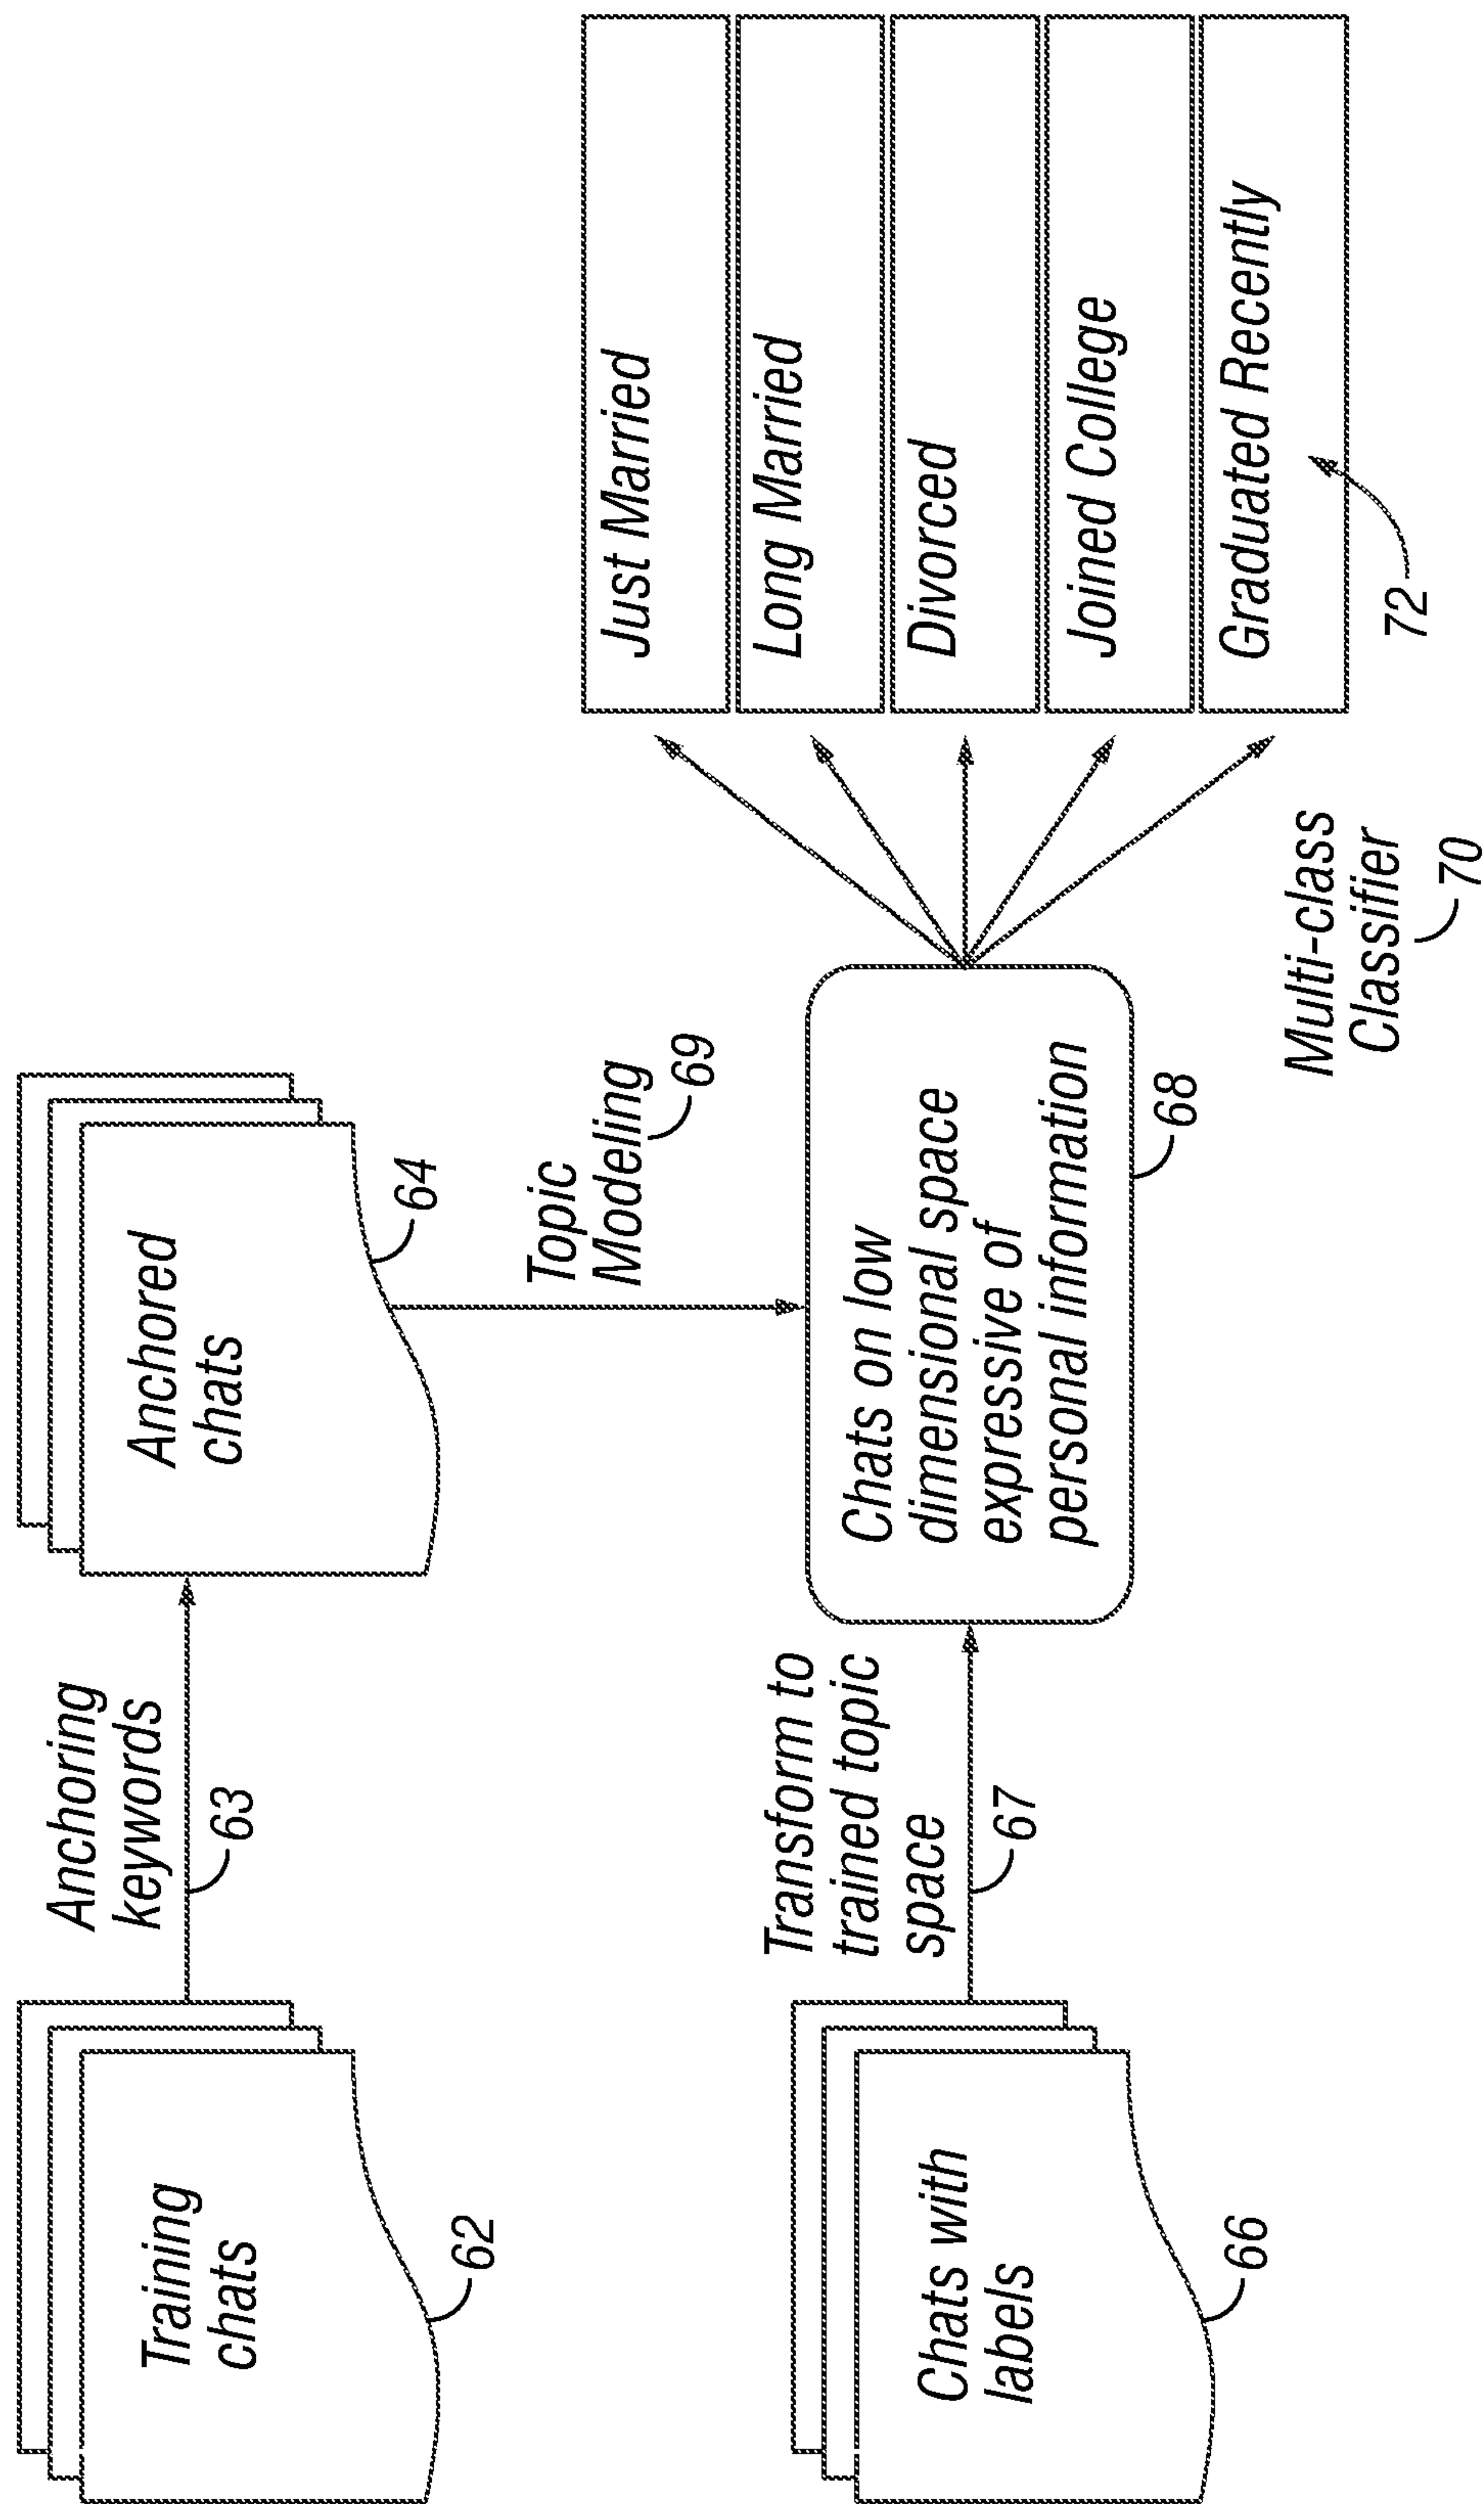 Training
chats
62
Anchoring
keywords
63
Anchored
chats
64
Topic
Modeling
69
Chats with
labels
66
Transform to
trained topic
space
67
Chats on low
dimensional space
expressive of
personal information
68
Multi-class
Classifier
70
Just Married
Long Married
Divorced
Joined College
Graduated Recently
72